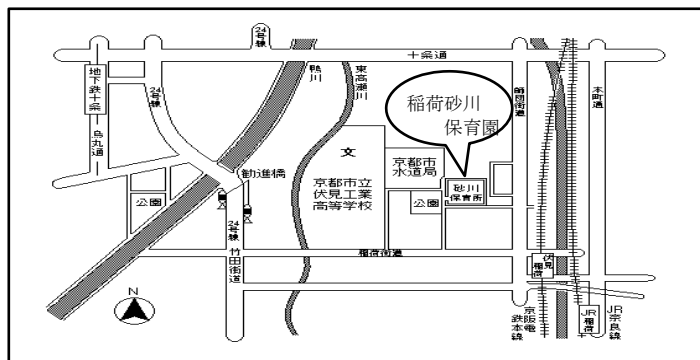 24号線
十条通
地下鉄十条
烏丸通
24号線
鴨川
東高瀬川
師団街道
本町通
稲荷砂川
保育園
文
京都市
水道局
砂川
保育所
勧進橋
公園
京都市立
伏見工業
高等学校
公園
24号線
竹田街道
稲荷街道
伏見
稲荷
N
京阪電
鉄本線
JR稲荷
JR奈良線